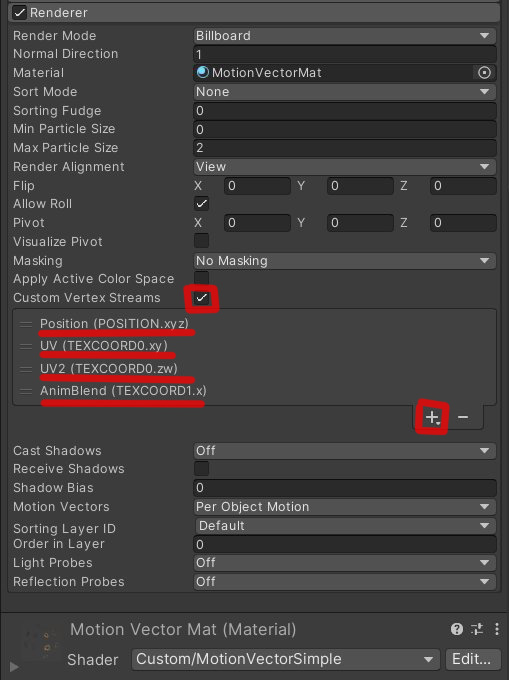 Renderer
Render Mode Billboard
Normal Direction 1
Material MotionVectorMat
Sort Mode None
Sorting Fudge 0
Min Particle Size 0
Max Particle Size 2
Render Alignment View
Flip X 0 Y 0 Z 0
Allow Roll
Pivot X 0 Y 0 Z 0
Visualize Pivot
Masking No Masking
Apply Active Color Space
Custom Vertex Streams
Position (POSITION.xyz)
UV (TEXCOORD0.xy)
UV2 (TEXCOORD0.zw)
AnimBlend (TEXCOORD1.x)
Cast Shadows Off
Receive Shadows
Shadow Bias 0
Motion Vectors Per Object Motion
Sorting Layer ID Default
Order in Layer 0
Light Probes Off
Reflection Probes Off
Motion Vector Mat (Material)
Shader Custom/MotionVectorSimple Edit...